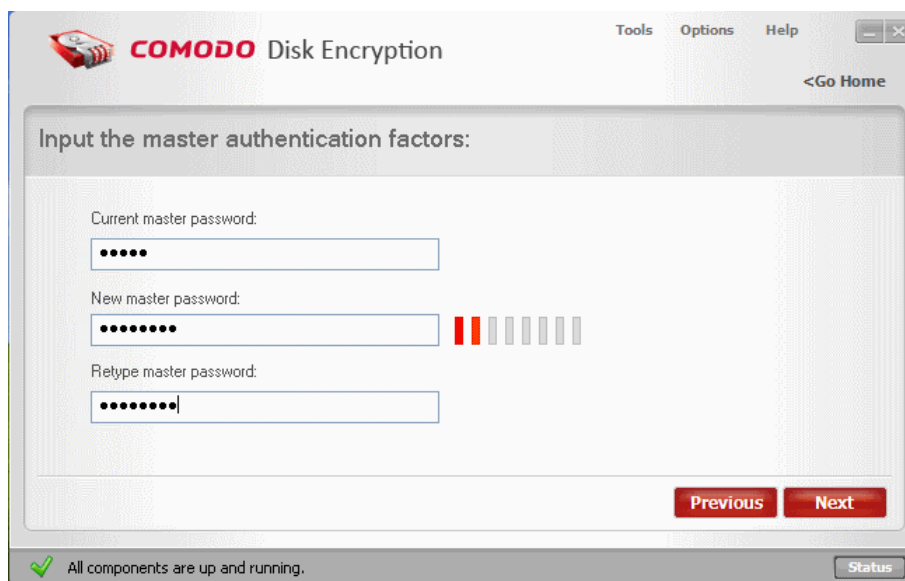 Tools Options Help
COMODO Disk Encryption
<Go Home
Input the master authentication factors:
Current master password:
•••••
New master password:
••••••••
Retype master password:
••••••••
Previous Next
All components are up and running.
Status